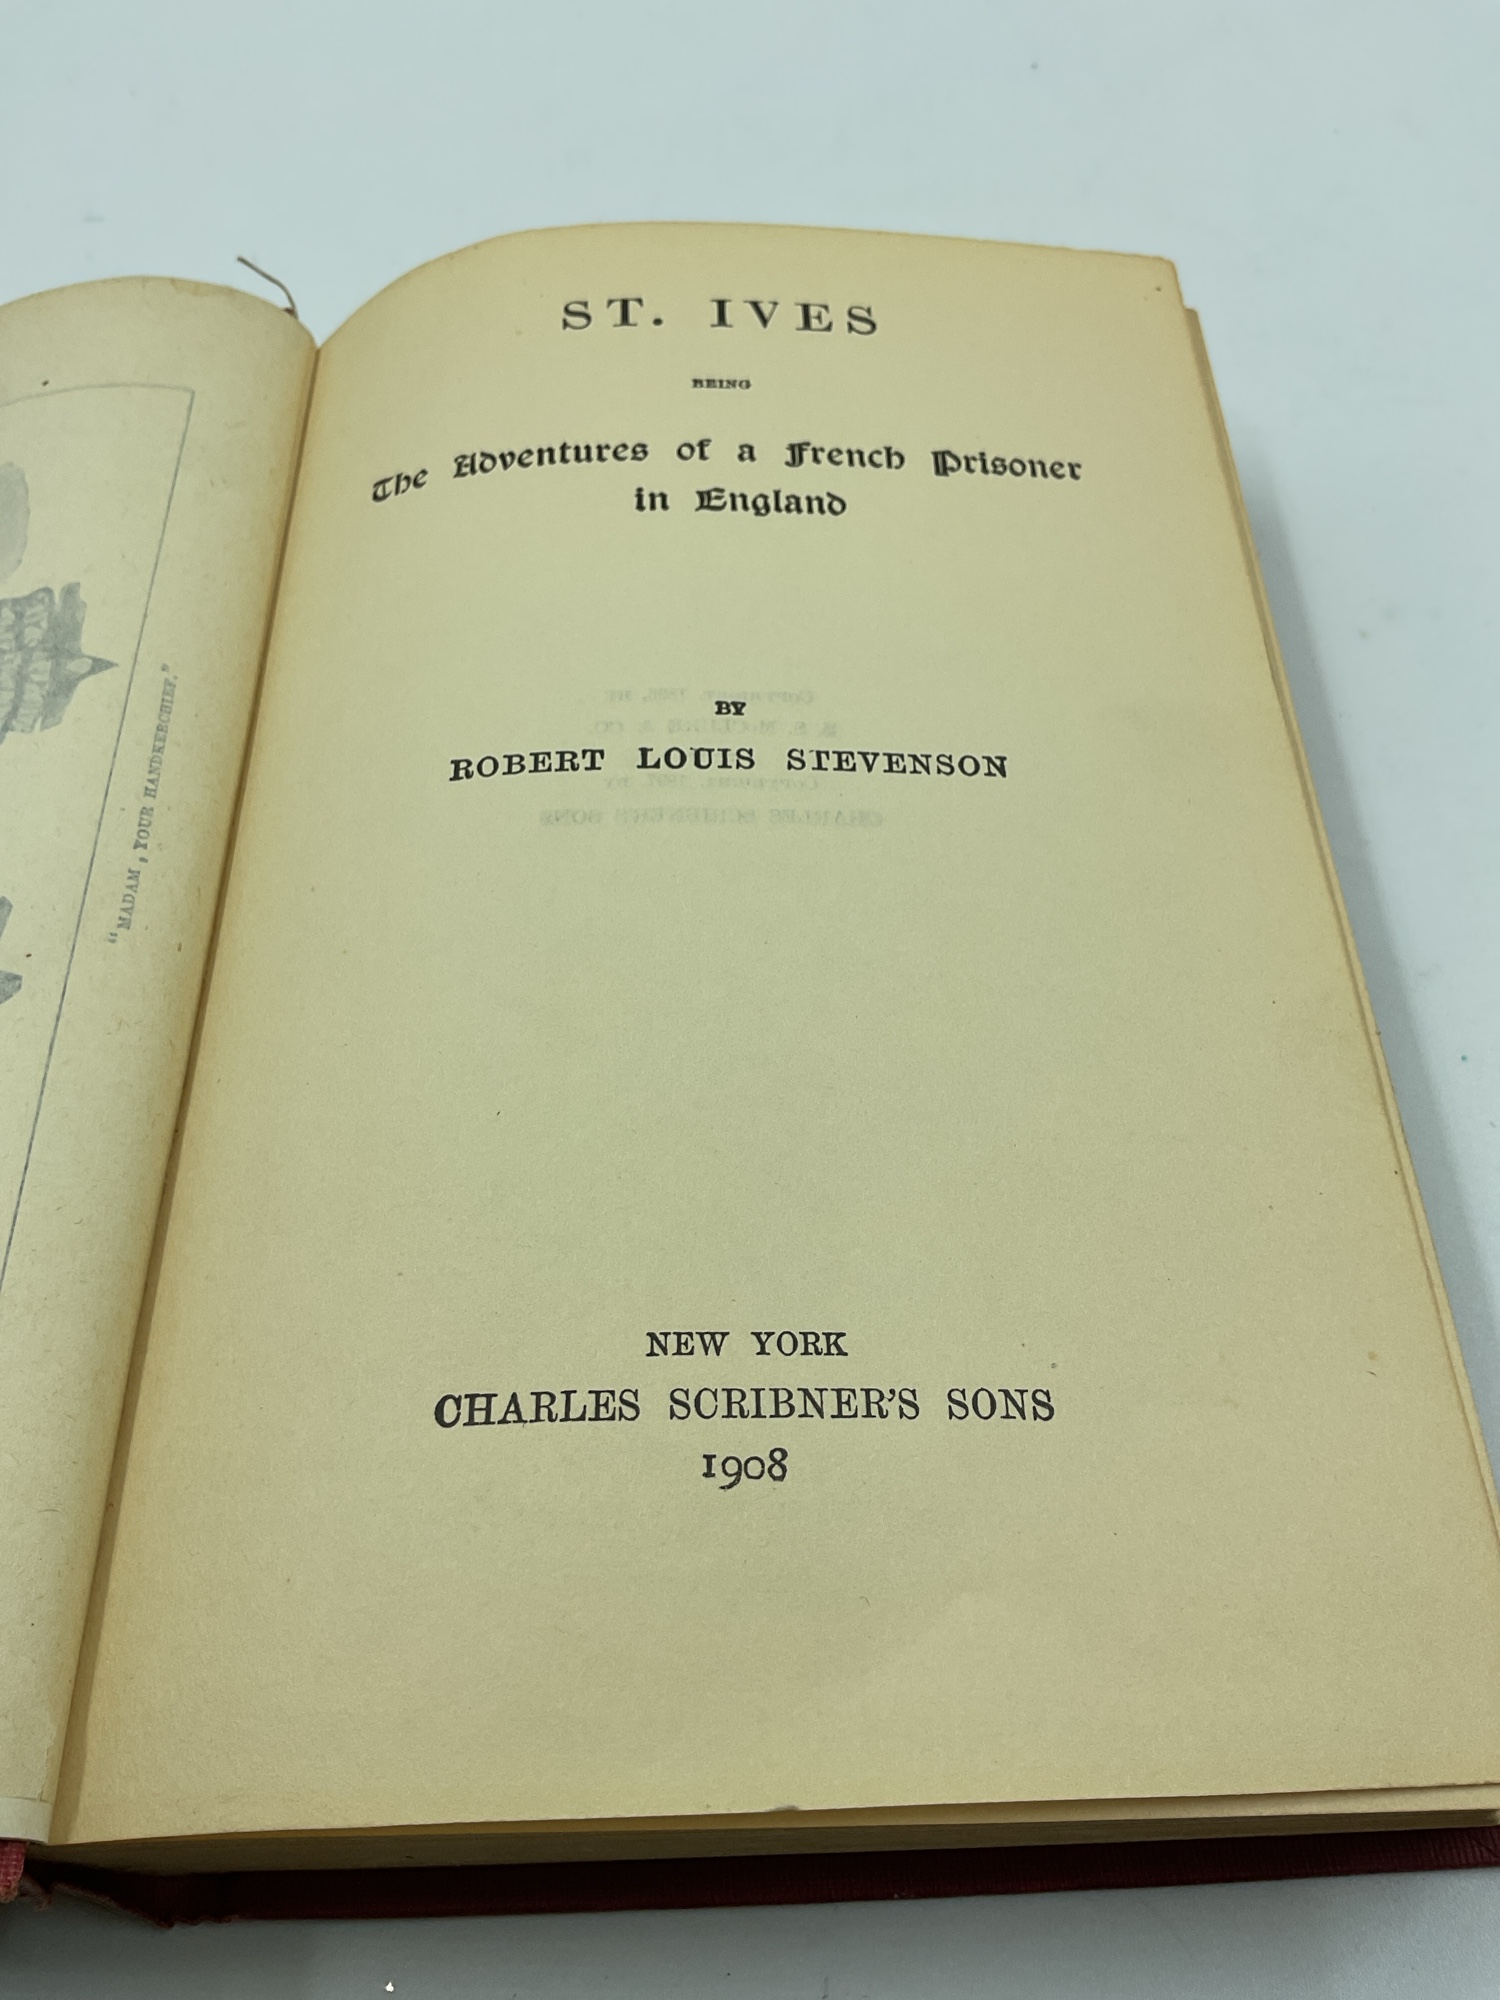 "MADAM, YOUR HANDKERCHIEF."
ST. IVES
BEING
The Adventures of a French Prisoner
in England
BY
ROBERT LOUIS STEVENSON
NEW YORK
CHARLES SCRIBNER'S SONS
1908